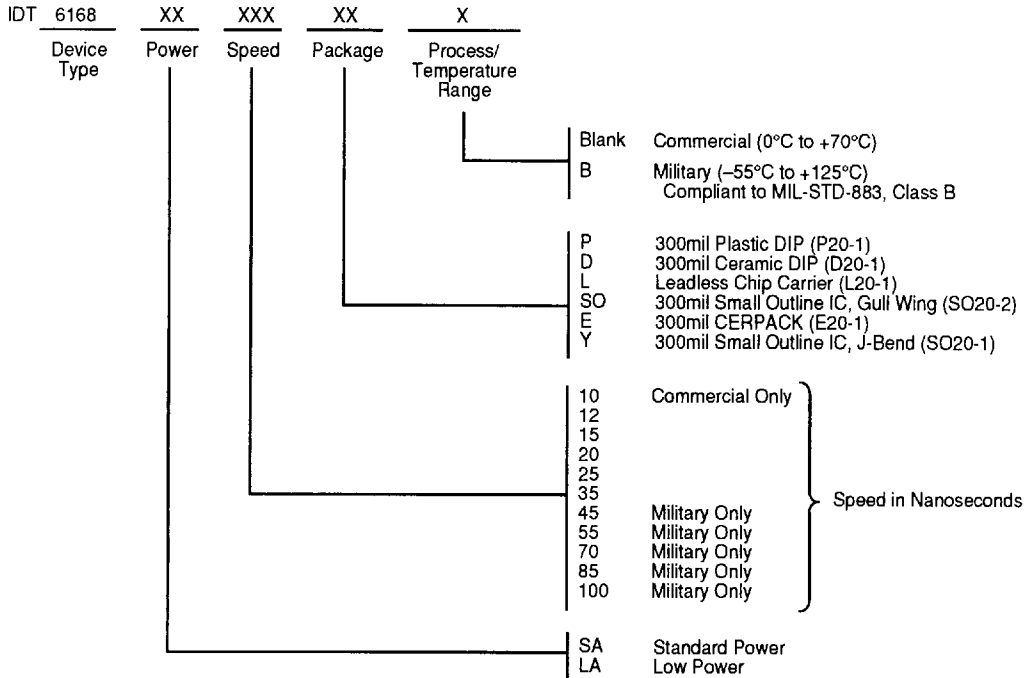 IDT 6168 XX XXX XX X
Device Type Power Speed Package Process/ Temperature Range
Blank Commercial (0°C to +70°C)
B Military (–55°C to +125°C)
Compliant to MIL-STD-883, Class B
P 300mil Plastic DIP (P20-1)
D 300mil Ceramic DIP (D20-1)
L Leadless Chip Carrier (L20-1)
SO 300mil Small Outline IC, Gull Wing (SO20-2)
E 300mil CERPACK (E20-1)
Y 300mil Small Outline IC, J-Bend (SO20-1)
10 Commercial Only
12
15
20
25
35
Speed in Nanoseconds
45 Military Only
55 Military Only
70 Military Only
85 Military Only
100 Military Only
SA Standard Power
LA Low Power